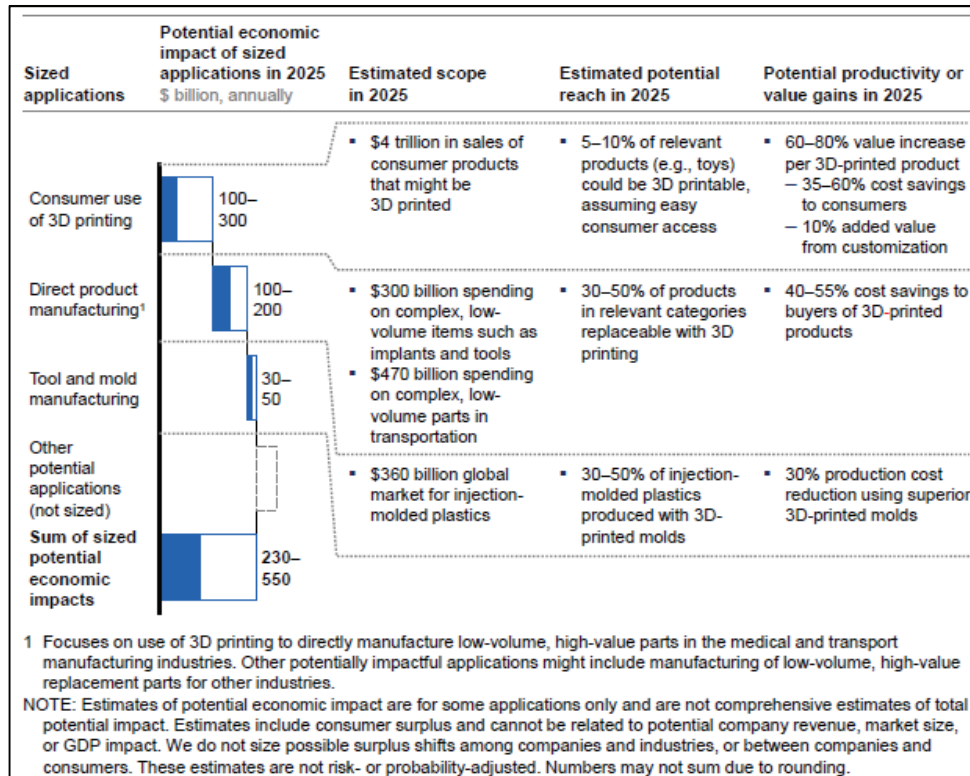 Sized
applications
Potential economic
impact of sized
applications in 2025
$ billion, annually
Estimated scope
in 2025
Estimated potential
reach in 2025
Potential productivity or
value gains in 2025
Consumer use
of 3D printing
100–
300
▪ $4 trillion in sales of
consumer products
that might be
3D printed
▪ 5–10% of relevant
products (e.g., toys)
could be 3D printable,
assuming easy
consumer access
▪ 60–80% value increase
per 3D-printed product
– 35–60% cost savings
to consumers
– 10% added value
from customization
Direct product
manufacturing¹
100–
200
▪ $300 billion spending
on complex, low-
volume items such as
implants and tools
▪ $470 billion spending
on complex, low-
volume parts in
transportation
▪ 30–50% of products
in relevant categories
replaceable with 3D
printing
▪ 40–55% cost savings to
buyers of 3D-printed
products
Tool and mold
manufacturing
30–
50
▪ $360 billion global
market for injection-
molded plastics
▪ 30–50% of injection-
molded plastics
produced with 3D-
printed molds
▪ 30% production cost
reduction using superior
3D-printed molds
Other
potential
applications
(not sized)
Sum of sized
potential
economic
impacts
230–
550
1 Focuses on use of 3D printing to directly manufacture low-volume, high-value parts in the medical and transport
manufacturing industries. Other potentially impactful applications might include manufacturing of low-volume, high-value
replacement parts for other industries.
NOTE: Estimates of potential economic impact are for some applications only and are not comprehensive estimates of total
potential impact. Estimates include consumer surplus and cannot be related to potential company revenue, market size,
or GDP impact. We do not size possible surplus shifts among companies and industries, or between companies and
consumers. These estimates are not risk- or probability-adjusted. Numbers may not sum due to rounding.